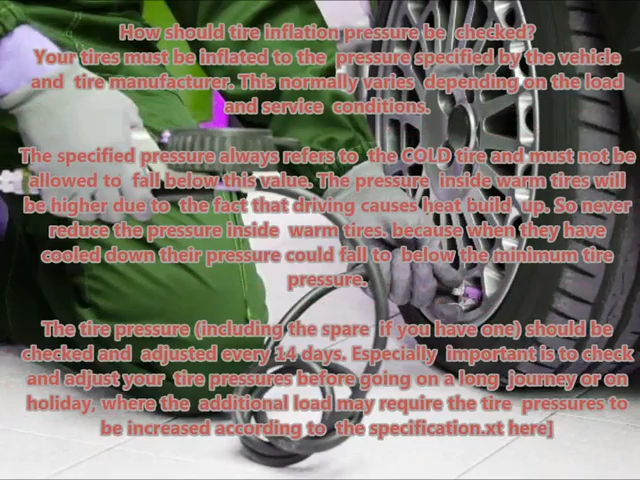 How should tire inflation pressure be checked?
Your tires must be inflated to the pressure specified by the vehicle
and tire manufacturer. This normally varies depending on the load
and service conditions.
The specified pressure always refers to the COLD tire and must not be
allowed to fall below this value. The pressure inside warm tires will
be higher due to the fact that driving causes heat build up. So never
reduce the pressure inside warm tires. because when they have
cooled down their pressure could fall to below the minimum tire
pressure.
The tire pressure (including the spare if you have one) should be
checked and adjusted every 14 days. Especially important is to check
and adjust your tire pressures before going on a long journey or on
holiday, where the additional load may require the tire pressures to
be increased according to the specification.xt here]